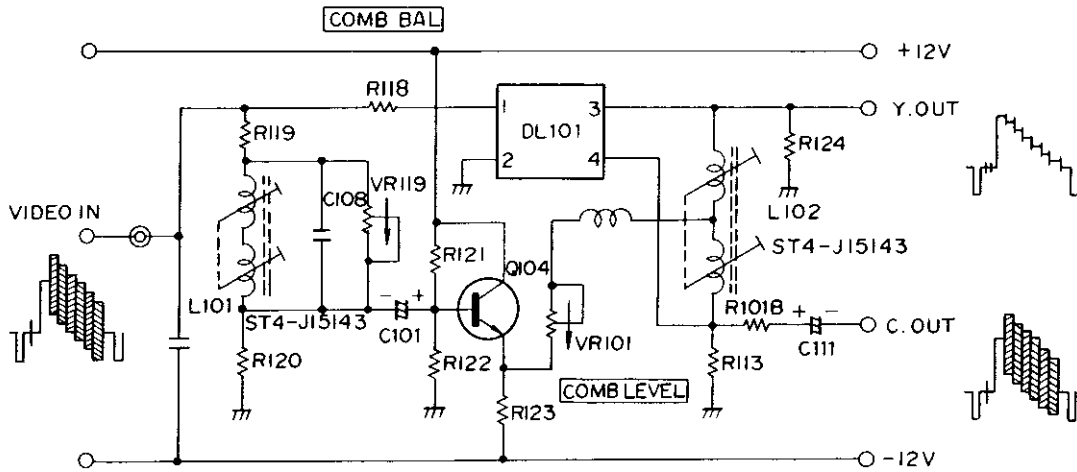 COMB BAL
+12V
R118
1
3
Y.OUT
R119
DL101
R124
2
4
C108
VR119
L102
VIDEO IN
R121
Q104
ST4-J15143
L101
ST4-J15143
- +
C101
R101B
+ -
C.OUT
VR101
C111
R120
R122
R113
COMB LEVEL
R123
-12V